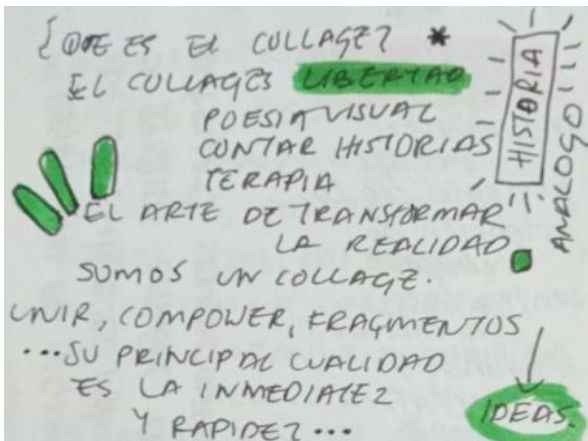 ¿QUE ES EL COLLAGE? *
EL COLLAGES LIBERTAD
POESIA VISUAL
CONTAR HISTORIAS
TERAPIA
EL ARTE DE TRANSFORMAR
LA REALIDAD.
SOMOS UN COLLAGE.
UNIR, COMPONER, FRAGMENTOS
...SU PRINCIPAL CUALIDAD
ES LA INMEDIATEZ
Y RAPIDEZ...
HISTORIA
ANALOGO
IDEAS.